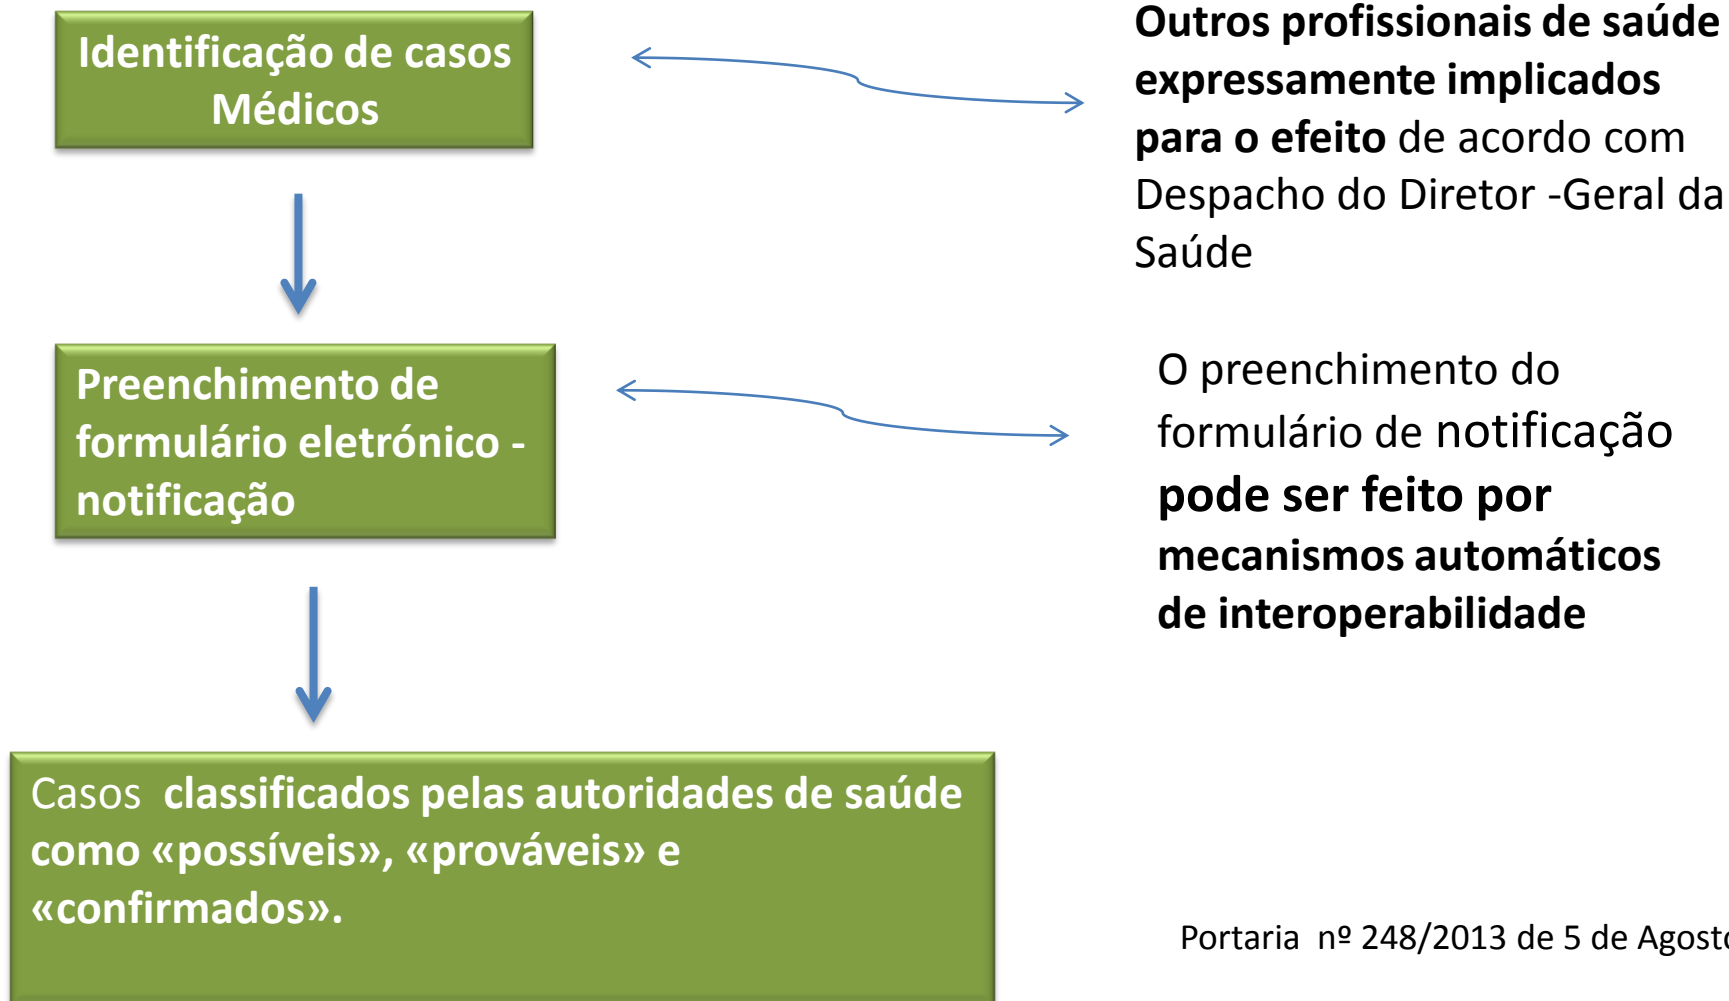 Identificação de casos
Médicos
Outros profissionais de saúde
expressamente implicados
para o efeito de acordo com
Despacho do Diretor -Geral da
Saúde
Preenchimento de
formulário eletrónico -
notificação
O preenchimento do
formulário de notificação
pode ser feito por
mecanismos automáticos
de interoperabilidade
Casos classificados pelas autoridades de saúde
como «possíveis», «prováveis» e
«confirmados».
Portaria nº 248/2013 de 5 de Agosto